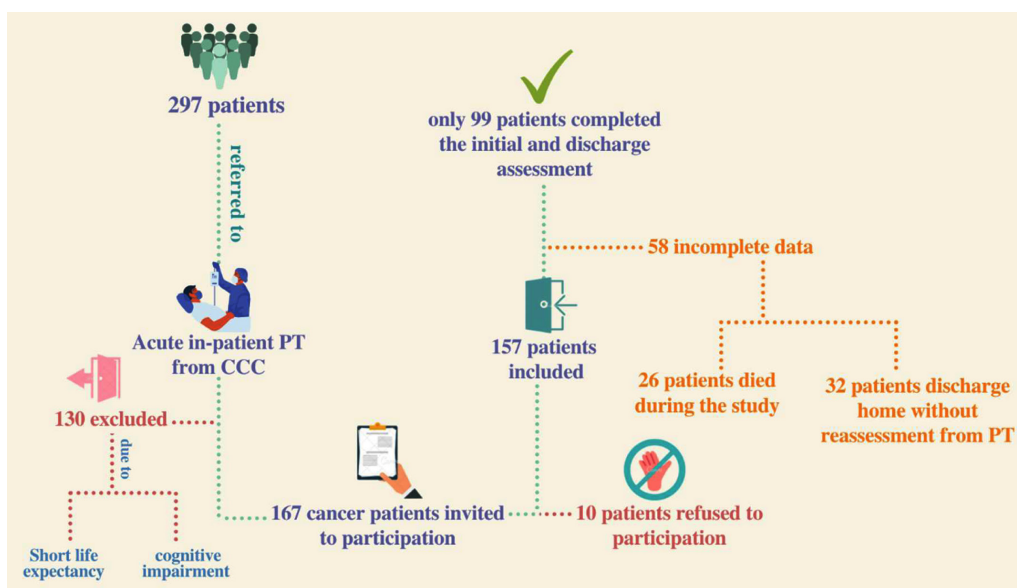 297 patients
referred to
Acute in-patient PT
from CCC
130 excluded
due to
Short life
expectancy
cognitive
impairment
167 cancer patients invited
to participation
10 patients refused to
participation
157 patients
included
58 incomplete data
26 patients died
during the study
32 patients discharge
home without
reassessment from PT
only 99 patients completed
the initial and discharge
assessment